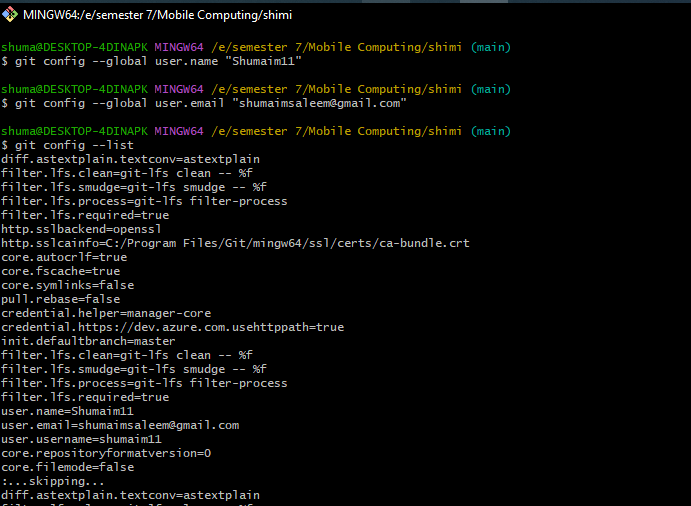 MINGW64:/e/semester 7/Mobile Computing/shimi
shuma@DESKTOP-4DINAPK MINGW64 /e/semester 7/Mobile Computing/shimi (main)
$ git config --global user.name "Shumaim11"
shuma@DESKTOP-4DINAPK MINGW64 /e/semester 7/Mobile Computing/shimi (main)
$ git config --global user.email "shumaimsaleem@gmail.com"
shuma@DESKTOP-4DINAPK MINGW64 /e/semester 7/Mobile Computing/shimi (main)
$ git config --list
diff.astextplain.textconv=astextplain
filter.lfs.clean=git-lfs clean -- %f
filter.lfs.smudge=git-lfs smudge -- %f
filter.lfs.process=git-lfs filter-process
filter.lfs.required=true
http.sslbackend=openssl
http.sslcainfo=C:/Program Files/Git/mingw64/ssl/certs/ca-bundle.crt
core.autocrlf=true
core.fscache=true
core.symlinks=false
pull.rebase=false
credential.helper=manager-core
credential.https://dev.azure.com.usehttppath=true
init.defaultbranch=master
filter.lfs.clean=git-lfs clean -- %f
filter.lfs.smudge=git-lfs smudge -- %f
filter.lfs.process=git-lfs filter-process
filter.lfs.required=true
user.name=Shumaim11
user.email=shumaimsaleem@gmail.com
user.username=shumaim11
core.repositoryformatversion=0
core.filemode=false
:...skipping...
diff.astextplain.textconv=astextplain